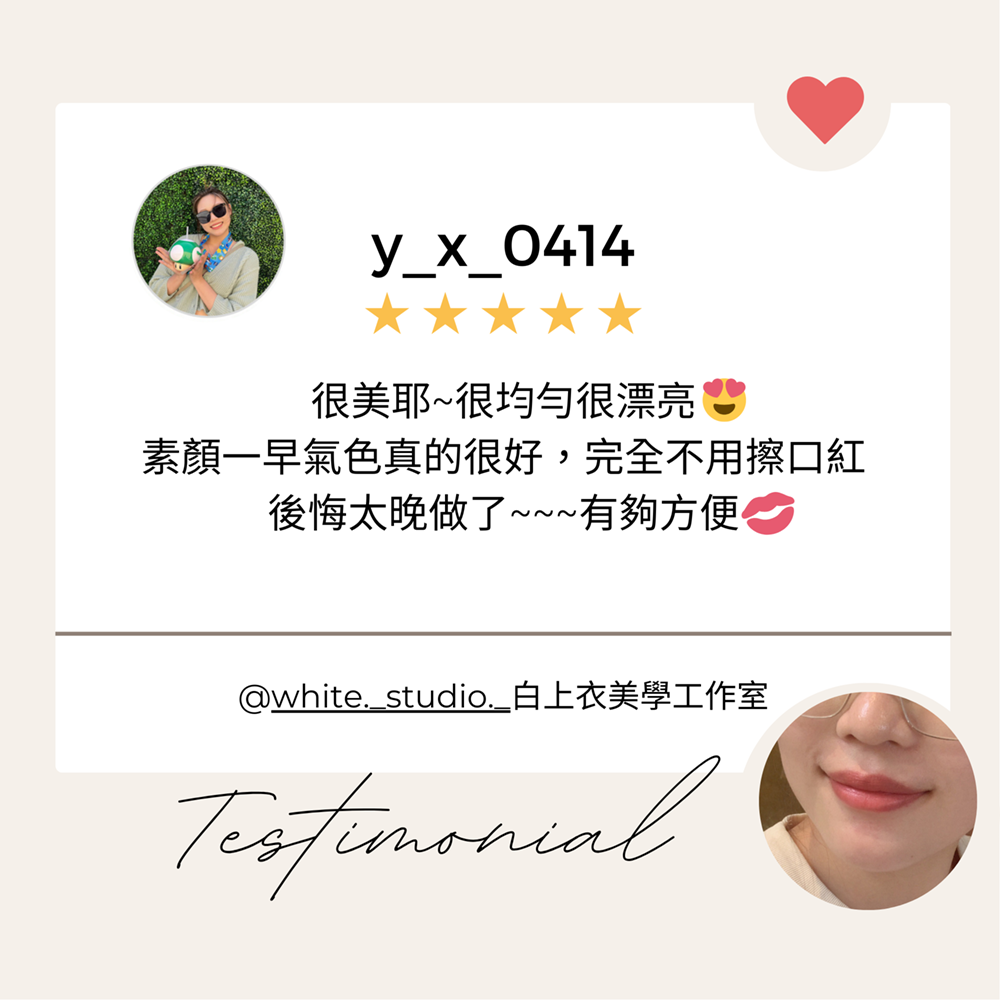 y_x_0414
很美耶~很均勻很漂亮😍
素顏一早氣色真的很好，完全不用擦口紅
後悔太晚做了~~~有夠方便💋
@white._studio._白上衣美學工作室
Testimonial